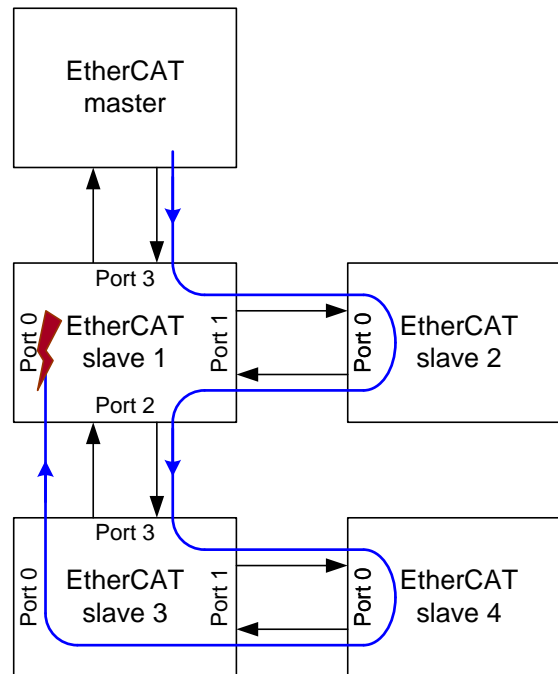 EtherCAT
master
Port 3
Port 0
EtherCAT
slave 1
Port 1
Port 2
Port 0
EtherCAT
slave 2
Port 3
Port 0
EtherCAT
slave 3
Port 1
Port 0
EtherCAT
slave 4